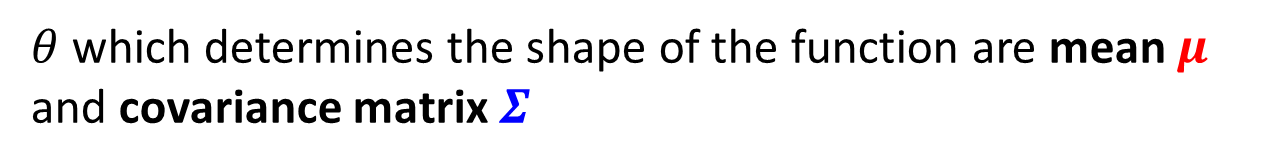 θ which determines the shape of the function are mean μ
and covariance matrix Σ